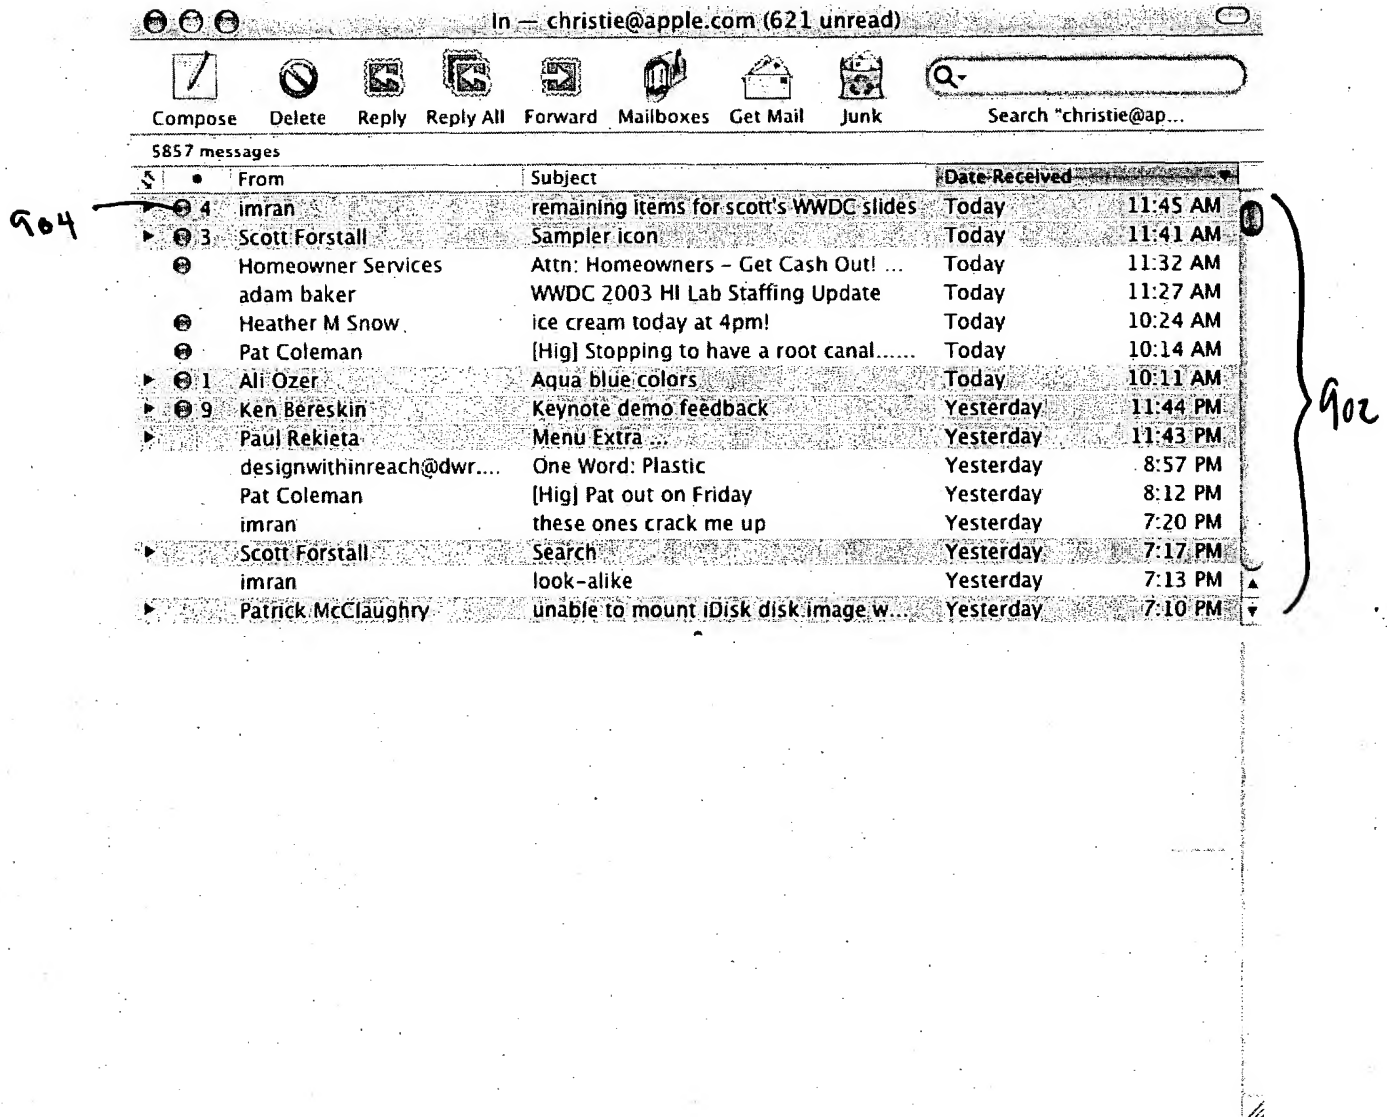 In — christie@apple.com (621 unread)
Compose Delete Reply Reply All Forward Mailboxes Get Mail Junk Search "christie@ap...
5857 messages
From Subject Date Received
904
4 imran remaining items for scott's WWDC slides Today 11:45 AM
3 Scott Forstall Sampler icon Today 11:41 AM
Homeowner Services Attn: Homeowners – Get Cash Out! ... Today 11:32 AM
adam baker WWDC 2003 HI Lab Staffing Update Today 11:27 AM
Heather M Snow ice cream today at 4pm! Today 10:24 AM
Pat Coleman [Hig] Stopping to have a root canal...... Today 10:14 AM
1 Ali Ozer Aqua blue colors Today 10:11 AM
9 Ken Bereskin Keynote demo feedback Yesterday 11:44 PM
902
Paul Rekieta Menu Extra ... Yesterday 11:43 PM
designwithinreach@dwr.... One Word: Plastic Yesterday 8:57 PM
Pat Coleman [Hig] Pat out on Friday Yesterday 8:12 PM
imran these ones crack me up Yesterday 7:20 PM
Scott Forstall Search Yesterday 7:17 PM
imran look-alike Yesterday 7:13 PM
Patrick McClaughry unable to mount iDisk disk image w... Yesterday 7:10 PM